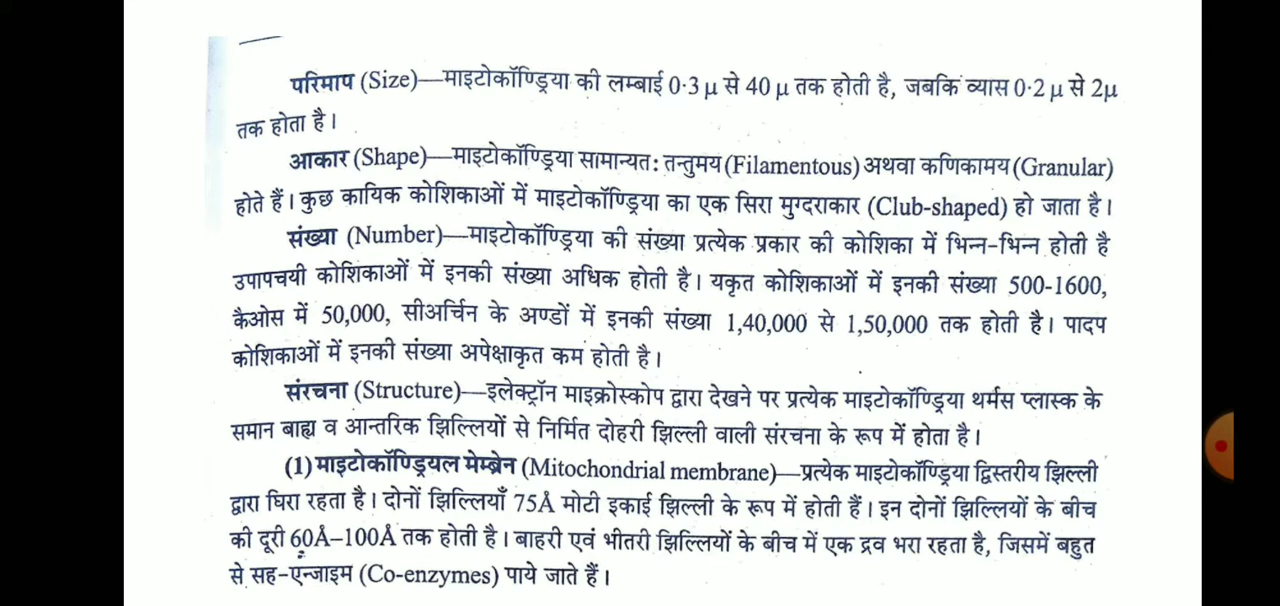 परिमाप (Size)—माइटोकॉण्ड्रिया की लम्बाई 0·3 µ से 40 µ तक होती है, जबकि व्यास 0·2 µ से 2µ
तक होता है।
आकार (Shape)—माइटोकॉण्ड्रिया सामान्यत: तन्तुमय (Filamentous) अथवा कणिकामय (Granular)
होते हैं। कुछ कायिक कोशिकाओं में माइटोकॉण्ड्रिया का एक सिरा मुग्दराकार (Club-shaped) हो जाता है।
संख्या (Number)—माइटोकॉण्ड्रिया की संख्या प्रत्येक प्रकार की कोशिका में भिन्न-भिन्न होती है
उपापचयी कोशिकाओं में इनकी संख्या अधिक होती है। यकृत कोशिकाओं में इनकी संख्या 500-1600,
कैओस में 50,000, सीअर्चिन के अण्डों में इनकी संख्या 1,40,000 से 1,50,000 तक होती है। पादप
कोशिकाओं में इनकी संख्या अपेक्षाकृत कम होती है।
संरचना (Structure)—इलेक्ट्रॉन माइक्रोस्कोप द्वारा देखने पर प्रत्येक माइटोकॉण्ड्रिया थर्मस प्लास्क के
समान बाह्य व आन्तरिक झिल्लियों से निर्मित दोहरी झिल्ली वाली संरचना के रूप में होता है।
(1) माइटोकॉण्ड्रियल मेम्ब्रेन (Mitochondrial membrane)—प्रत्येक माइटोकॉण्ड्रिया द्विस्तरीय झिल्ली
द्वारा घिरा रहता है। दोनों झिल्लियाँ 75Å मोटी इकाई झिल्ली के रूप में होती हैं। इन दोनों झिल्लियों के बीच
की दूरी 60Å–100Å तक होती है। बाहरी एवं भीतरी झिल्लियों के बीच में एक द्रव भरा रहता है, जिसमें बहुत
से सह-एन्जाइम (Co-enzymes) पाये जाते हैं।